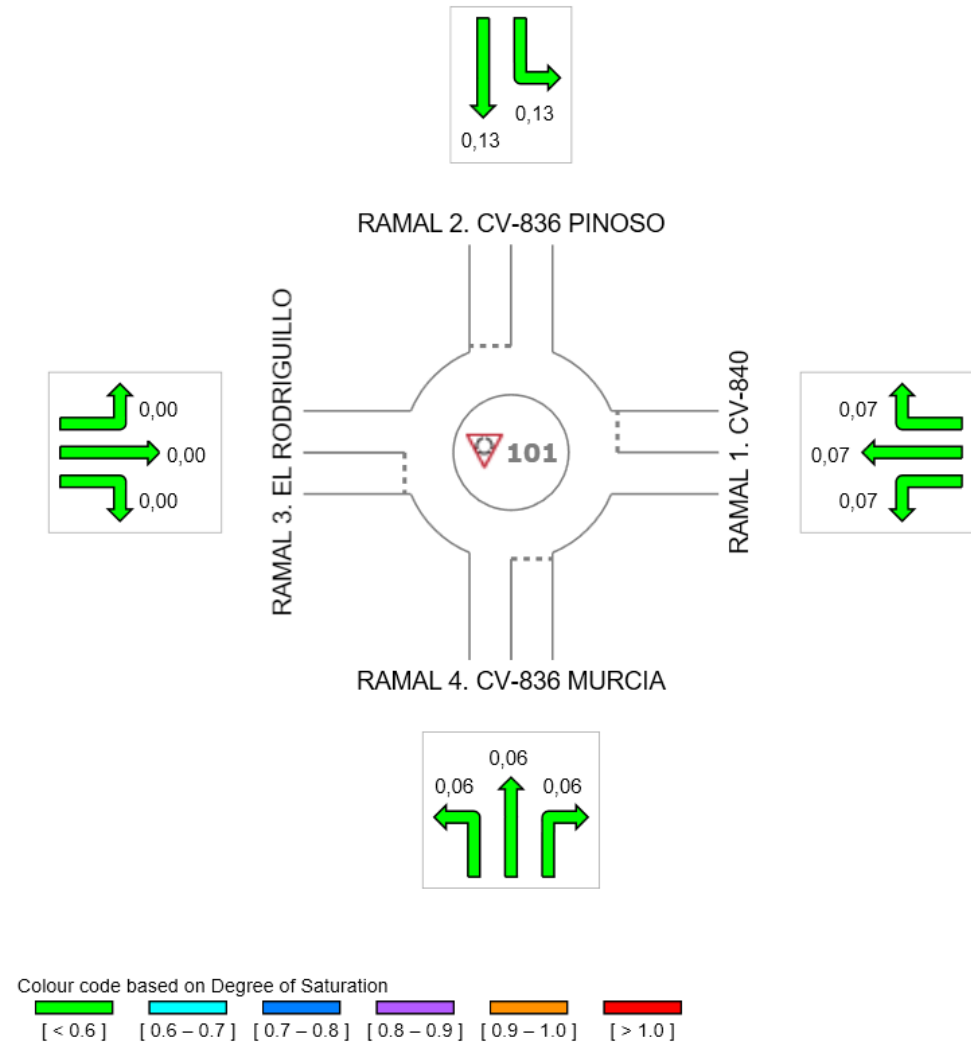 0,13
0,13
RAMAL 2. CV-836 PINOSO
RAMAL 3. EL RODRIGUILLO
0,00
0,00
0,00
101
RAMAL 1. CV-840
0,07
0,07
0,07
RAMAL 4. CV-836 MURCIA
0,06
0,06
0,06
Colour code based on Degree of Saturation
[ < 0.6 ] [ 0.6 – 0.7 ] [ 0.7 – 0.8 ] [ 0.8 – 0.9 ] [ 0.9 – 1.0 ] [ > 1.0 ]